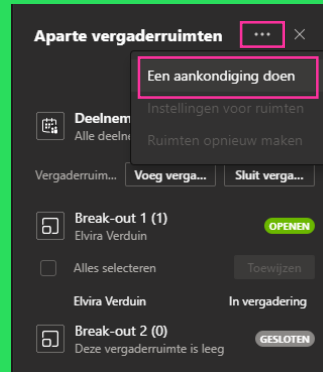 Aparte vergaderruimten ... ×
Een aankondiging doen
Instellingen voor ruimten
Ruimten opnieuw maken
Deelnem
Alle deelne
Vergaderruim... Voeg verga... Sluit verga...
Break-out 1 (1)
Elvira Verduin
OPENEN
Alles selecteren Toewijzen
Elvira Verduin In vergadering
Break-out 2 (0)
Deze vergaderruimte is leeg
GESLOTEN